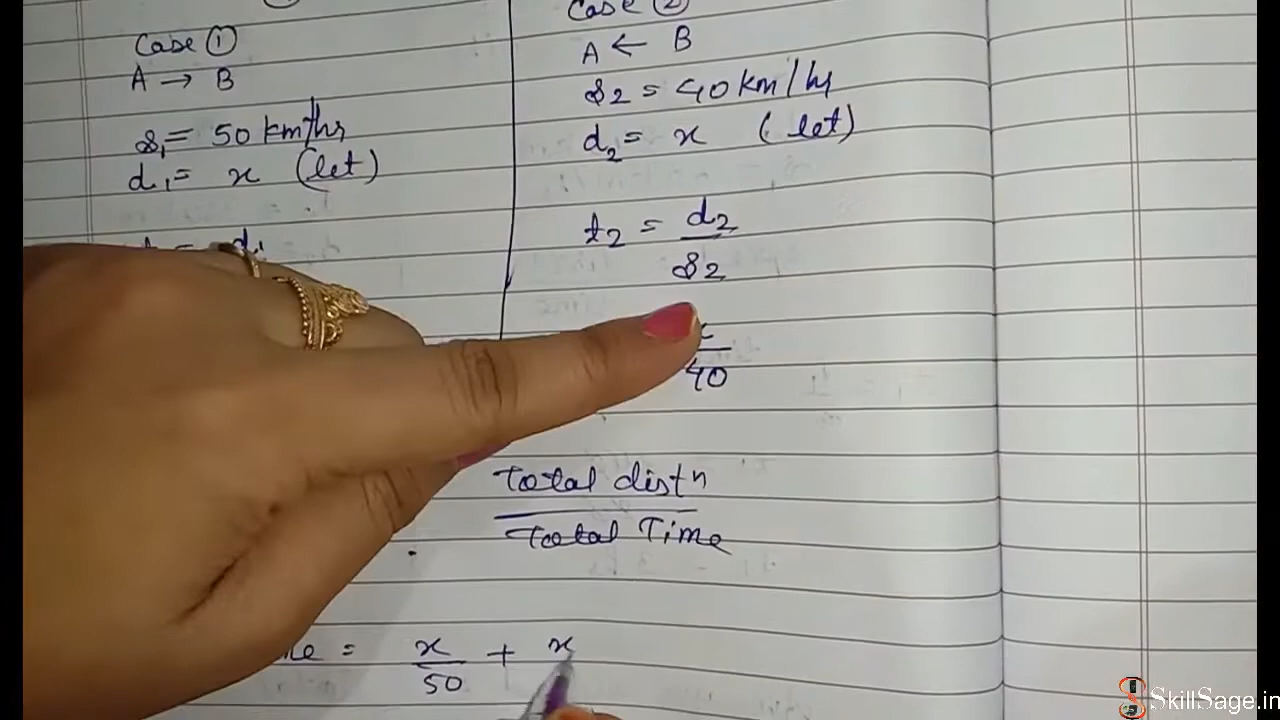 Case ①
A → B
s₁ = 50 km/hr
d₁ = x (let)
Case ②
A ← B
s2 = 40 km/hr
d₂ = x (let)
t2 = d2
s2
40
Total distn
Total Time
= x/50 + x
SkillSage.in